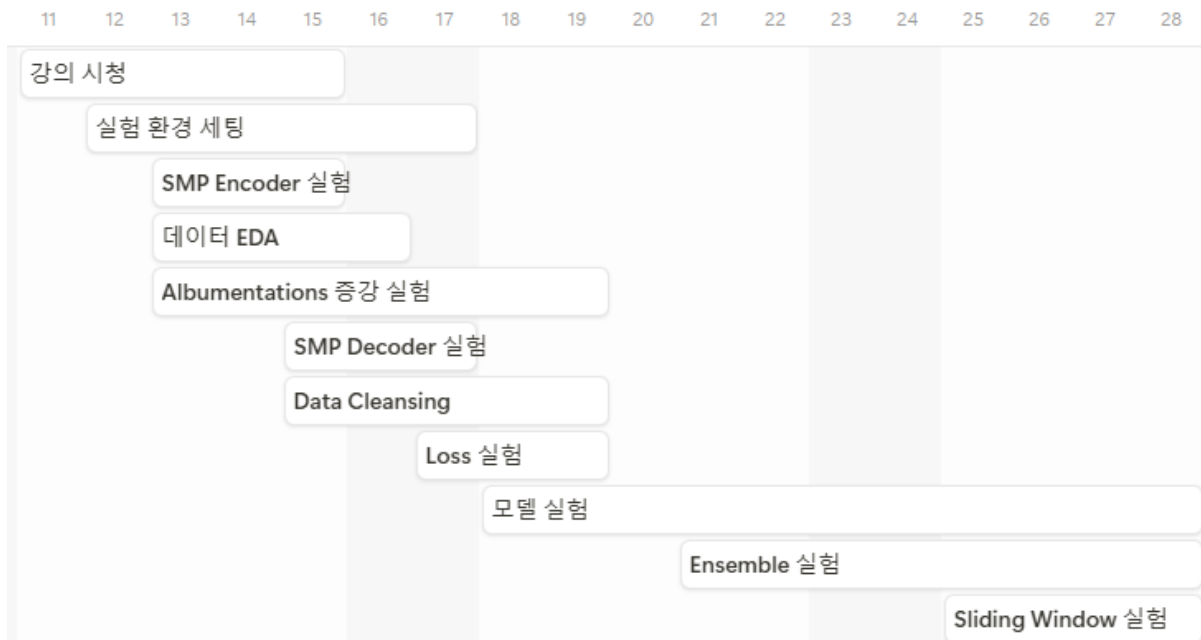 11 12 13 14 15 16 17 18 19 20 21 22 23 24 25 26 27 28
강의 시청
실험 환경 세팅
SMP Encoder 실험
데이터 EDA
Albumentations 증강 실험
SMP Decoder 실험
Data Cleansing
Loss 실험
모델 실험
Ensemble 실험
Sliding Window 실험